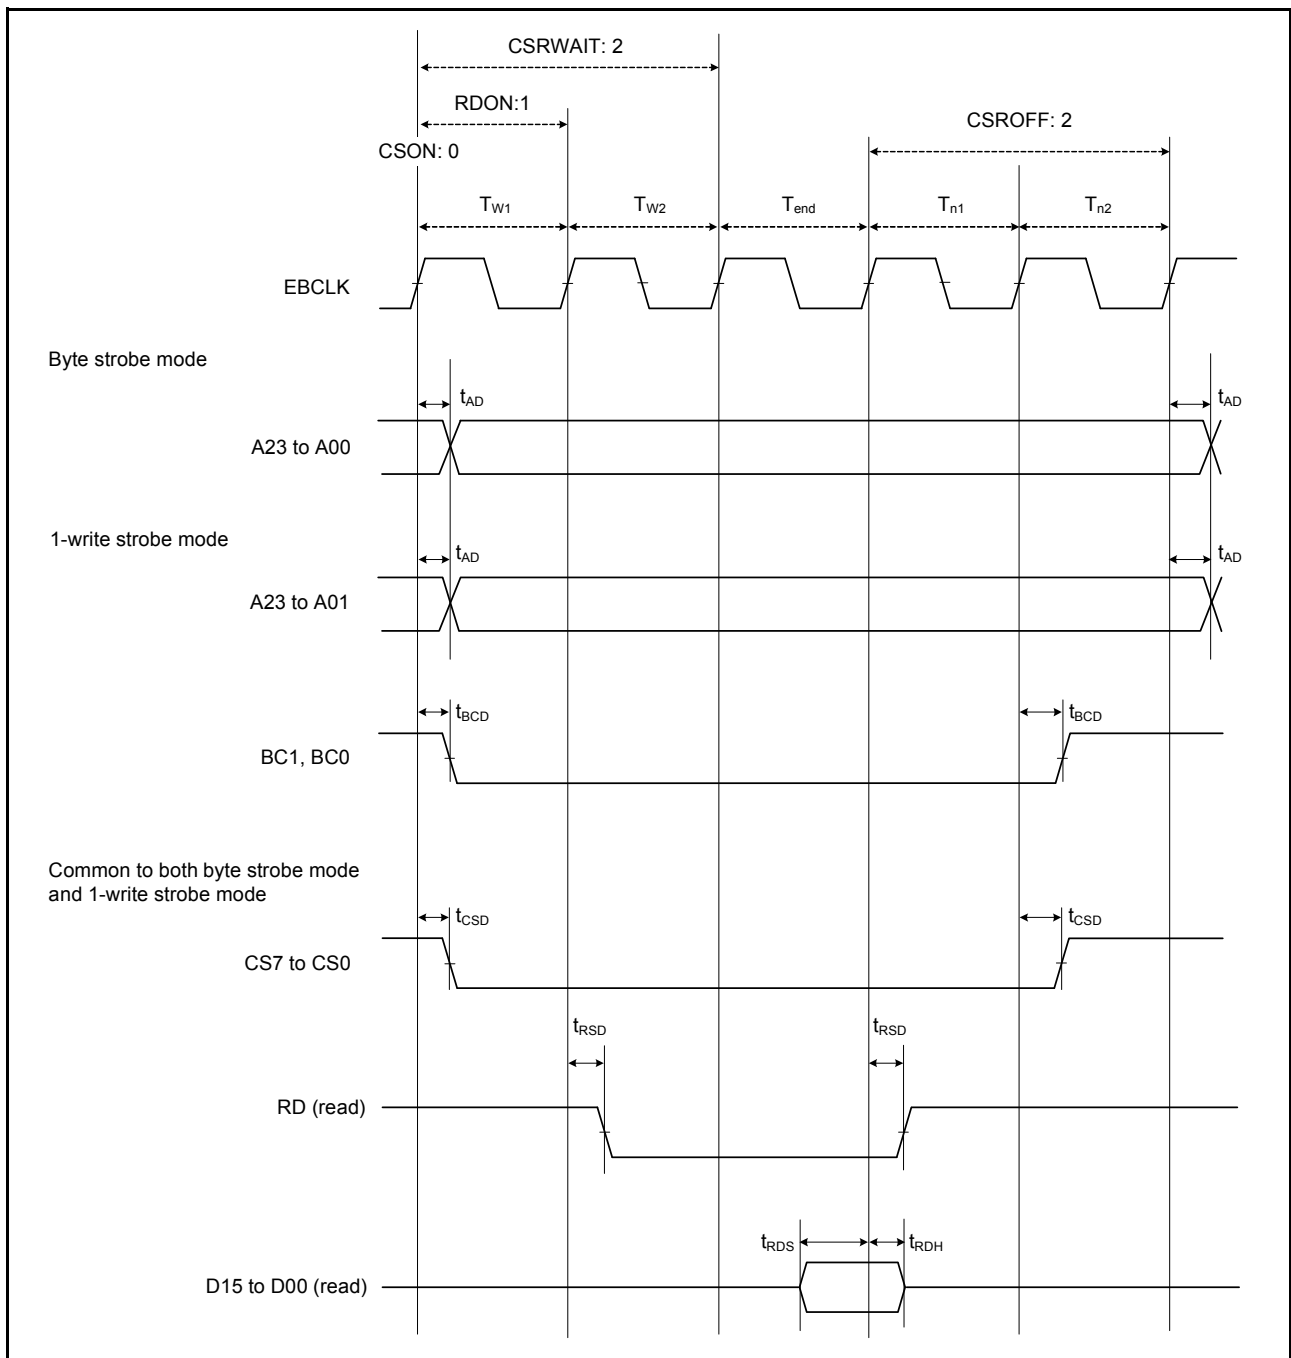 CSRWAIT: 2
RDON:1
CSROFF: 2
CSON: 0
TW1
TW2
Tend
Tn1
Tn2
EBCLK
Byte strobe mode
tAD
tAD
A23 to A00
1-write strobe mode
tAD
tAD
A23 to A01
tBCD
tBCD
BC1, BC0
Common to both byte strobe mode
and 1-write strobe mode
tCSD
tCSD
CS7 to CS0
tRSD
tRSD
RD (read)
tRDS
tRDH
D15 to D00 (read)